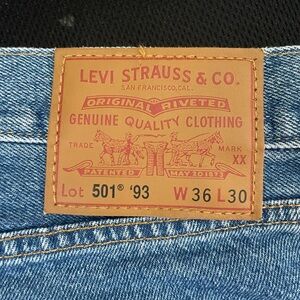 LEVI STRAUSS & CO.
SAN FRANCISCO, CAL.
ORIGINAL RIVETED
GENUINE QUALITY CLOTHING
TRADE MARK
XX
PATENTED MAY 20 1873
Lot 501® '93 W 36 L 30